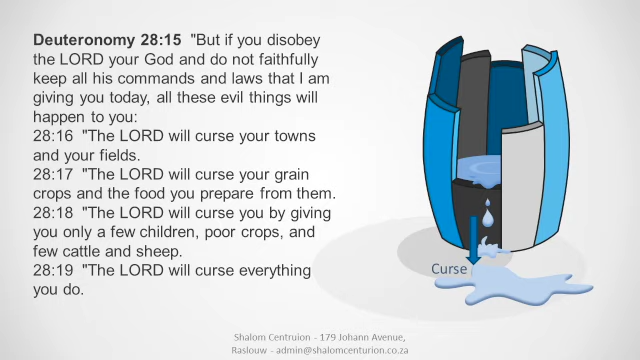 Deuteronomy 28:15  "But if you disobey
the LORD your God and do not faithfully
keep all his commands and laws that I am
giving you today, all these evil things will
happen to you:
28:16  "The LORD will curse your towns
and your fields.
28:17  "The LORD will curse your grain
crops and the food you prepare from them.
28:18  "The LORD will curse you by giving
you only a few children, poor crops, and
few cattle and sheep.
28:19  "The LORD will curse everything
you do.
Curse
Shalom Centruion - 179 Johann Avenue,
Raslouw - admin@shalomcenturion.co.za